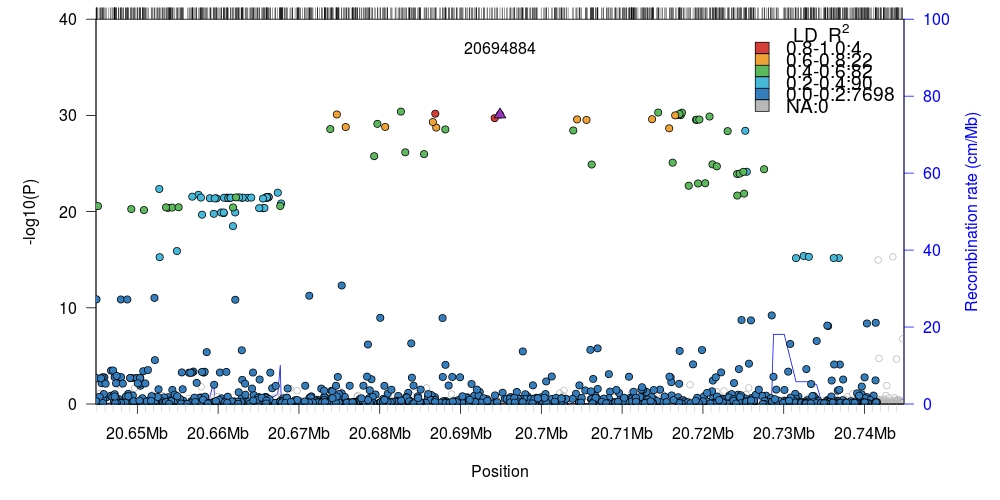 40
100
LD R2
20694884
0.8-1.0:4
0.6-0.8:22
0.4-0.6:82
0.2-0.4:90
0.0-0.2:7698
NA:0
30
80
60
20
40
10
20
0
0
-log10(P)
Recombination rate (cm/Mb)
20.65Mb
20.66Mb
20.67Mb
20.68Mb
20.69Mb
20.7Mb
20.71Mb
20.72Mb
20.73Mb
20.74Mb
Position